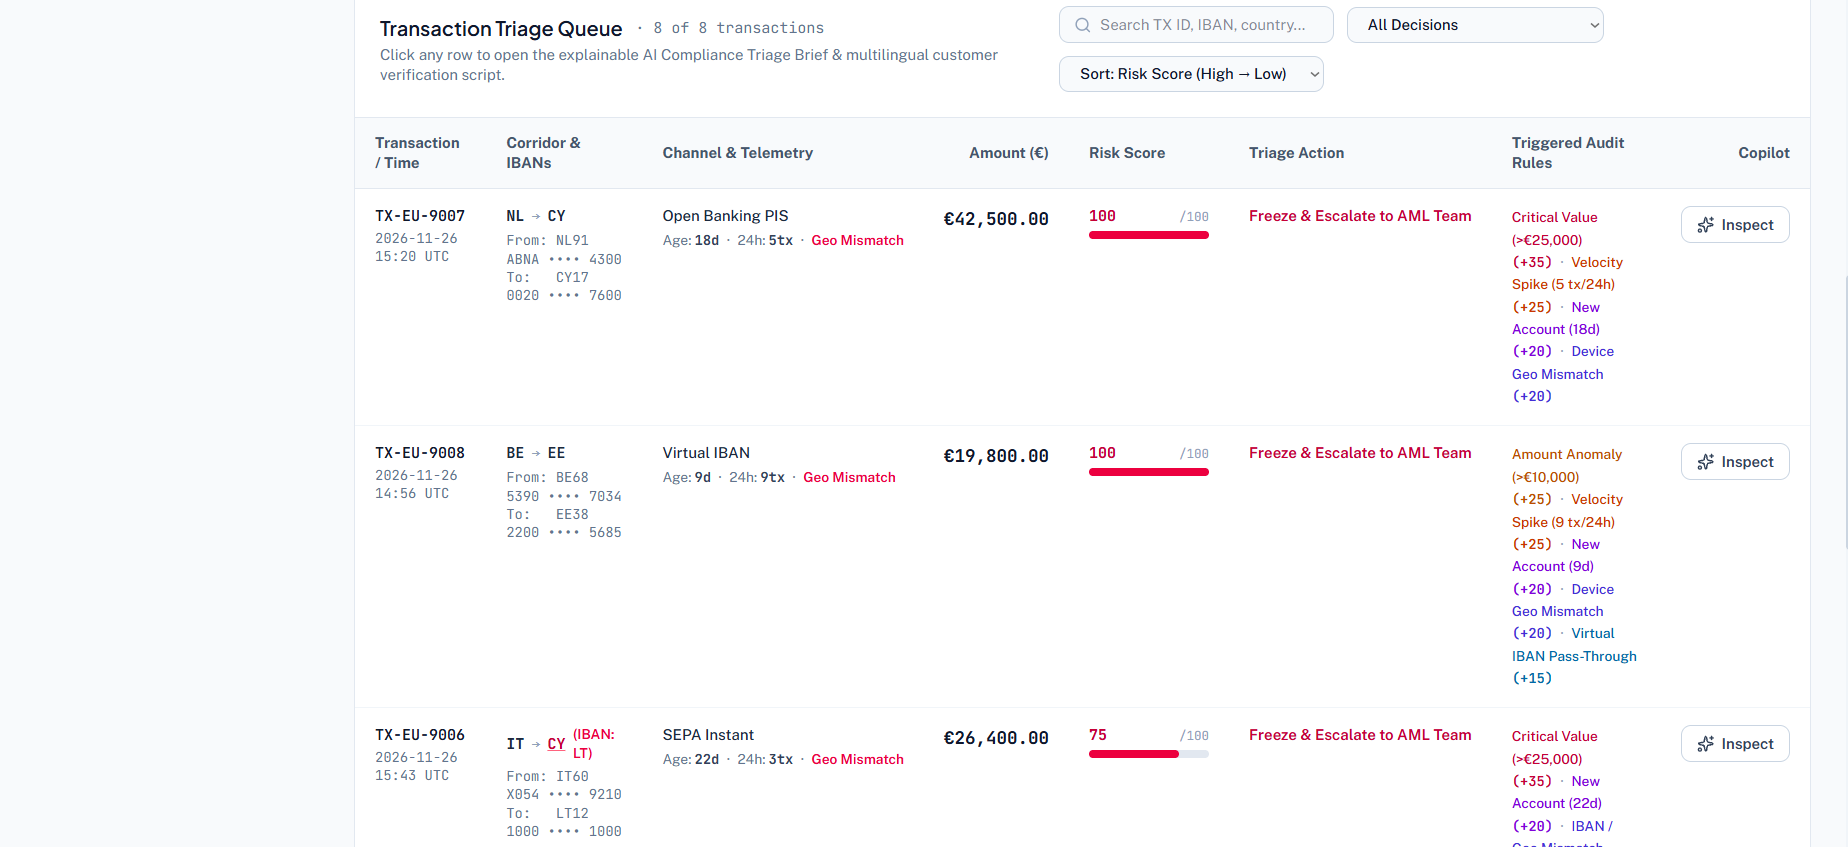 Transaction Triage Queue · 8 of 8 transactions
Click any row to open the explainable AI Compliance Triage Brief & multilingual customer
verification script.
Search TX ID, IBAN, country...
All Decisions
Sort: Risk Score (High → Low)
Transaction
/ Time
Corridor &
IBANs
Channel & Telemetry
Amount (€)
Risk Score
Triage Action
Triggered Audit
Rules
Copilot
TX-EU-9007
2026-11-26
15:20 UTC
NL → CY
From: NL91
ABNA •••• 4300
To: CY17
0020 •••• 7600
Open Banking PIS
Age: 18d · 24h: 5tx · Geo Mismatch
€42,500.00
100 /100
Freeze & Escalate to AML Team
Critical Value
(>€25,000)
(+35) · Velocity
Spike (5 tx/24h)
(+25) · New
Account (18d)
(+20) · Device
Geo Mismatch
(+20)
Inspect
TX-EU-9008
2026-11-26
14:56 UTC
BE → EE
From: BE68
5390 •••• 7034
To: EE38
2200 •••• 5685
Virtual IBAN
Age: 9d · 24h: 9tx · Geo Mismatch
€19,800.00
100 /100
Freeze & Escalate to AML Team
Amount Anomaly
(>€10,000)
(+25) · Velocity
Spike (9 tx/24h)
(+25) · New
Account (9d)
(+20) · Device
Geo Mismatch
(+20) · Virtual
IBAN Pass-Through
(+15)
Inspect
TX-EU-9006
2026-11-26
15:43 UTC
IT → CY (IBAN:
LT)
From: IT60
X054 •••• 9210
To: LT12
1000 •••• 1000
SEPA Instant
Age: 22d · 24h: 3tx · Geo Mismatch
€26,400.00
75 /100
Freeze & Escalate to AML Team
Critical Value
(>€25,000)
(+35) · New
Account (22d)
(+20) · IBAN /
Geo Mismatch
Inspect